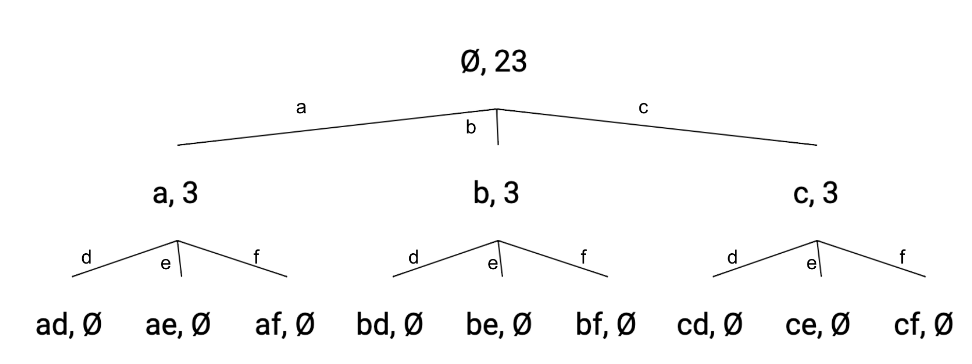 Ø, 23
a
b
c
a, 3
b, 3
c, 3
d
e
f
d
e
f
d
e
f
ad, Ø
ae, Ø
af, Ø
bd, Ø
be, Ø
bf, Ø
cd, Ø
ce, Ø
cf, Ø